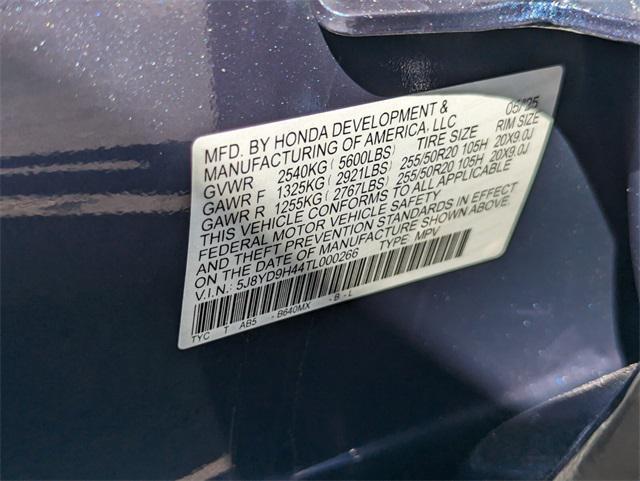 MFD. BY HONDA DEVELOPMENT & 05/25
MANUFACTURING OF AMERICA, LLC TIRE SIZE RIM SIZE
GVWR 2540KG ( 5600LBS)
GAWR F 1325KG ( 2921LBS) 255/50R20 105H 20X9.0J
GAWR R 1255KG ( 2767LBS) 255/50R20 105H 20X9.0J
THIS VEHICLE CONFORMS TO ALL APPLICABLE
FEDERAL MOTOR VEHICLE SAFETY
AND THEFT PREVENTION STANDARDS IN EFFECT
ON THE DATE OF MANUFACTURE SHOWN ABOVE.
V.I.N.: 5J8YD9H44TL000266 TYPE: MPV
TYC T AB5 - B640MX - B - L